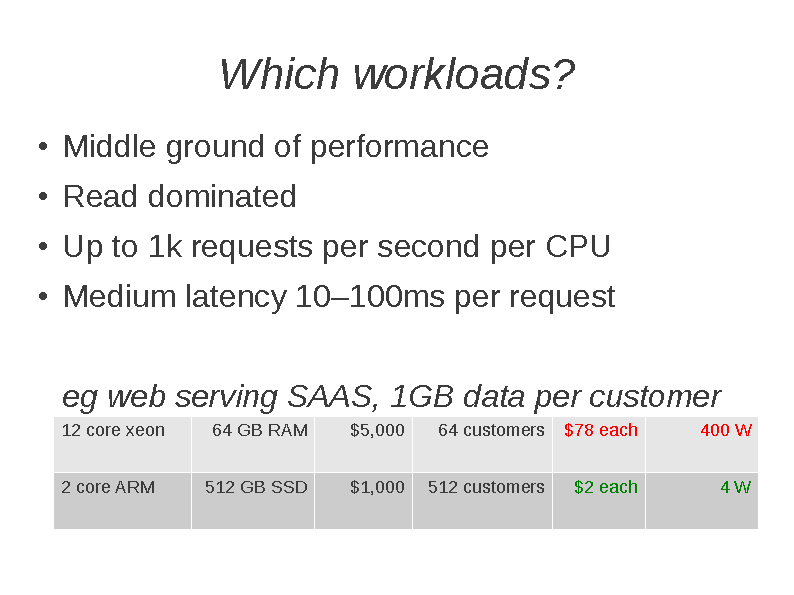 Which workloads?
• Middle ground of performance
• Read dominated
• Up to 1k requests per second per CPU
• Medium latency 10–100ms per request
eg web serving SAAS, 1GB data per customer
12 core xeon 64 GB RAM $5,000 64 customers $78 each 400 W
2 core ARM 512 GB SSD $1,000 512 customers $2 each 4 W